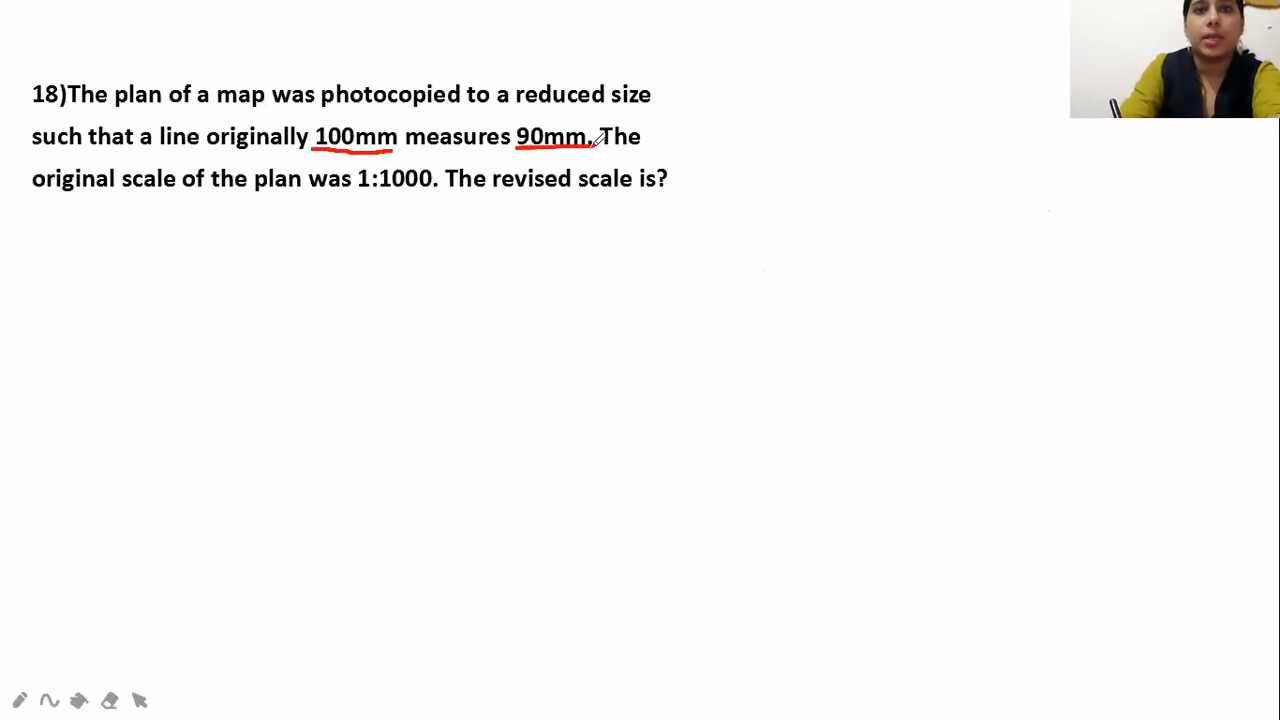 18)The plan of a map was photocopied to a reduced size
such that a line originally 100mm measures 90mm. The
original scale of the plan was 1:1000. The revised scale is?